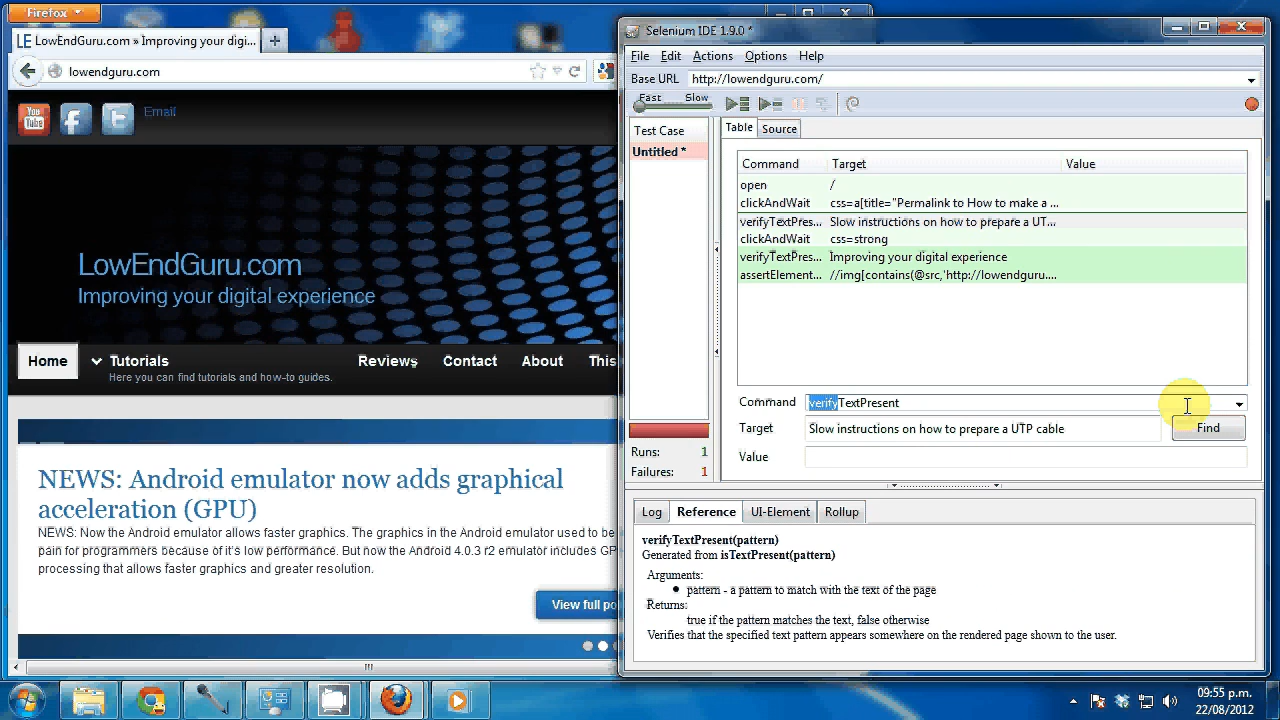 Firefox
LowEndGuru.com » Improving your digi...
lowendguru.com
You Tube
Email
LowEndGuru.com
Improving your digital experience
Home
Tutorials
Here you can find tutorials and how-to guides.
Reviews
Contact
About
This
NEWS: Android emulator now adds graphical
acceleration (GPU)
NEWS: Now the Android emulator allows faster graphics. The graphics in the Android emulator used to be
pain for programmers because of it's low performance. But now the Android 4.0.3 r2 emulator includes GP
processing that allows faster graphics and greater resolution.
View full po
Selenium IDE 1.9.0 *
File Edit Actions Options Help
Base URL http://lowendguru.com/
Fast Slow
Test Case
Untitled *
Runs: 1
Failures: 1
Table Source
Command Target Value
open /
clickAndWait css=a[title="Permalink to How to make a ...
verifyTextPres... Slow instructions on how to prepare a UT...
clickAndWait css=strong
verifyTextPres... Improving your digital experience
assertElement... //img[contains(@src,'http://lowendguru....
Command verifyTextPresent
Target Slow instructions on how to prepare a UTP cable
Find
Value
Log Reference UI-Element Rollup
verifyTextPresent(pattern)
Generated from isTextPresent(pattern)
Arguments:
pattern - a pattern to match with the text of the page
Returns:
true if the pattern matches the text, false otherwise
Verifies that the specified text pattern appears somewhere on the rendered page shown to the user.
09:55 p.m.
22/08/2012